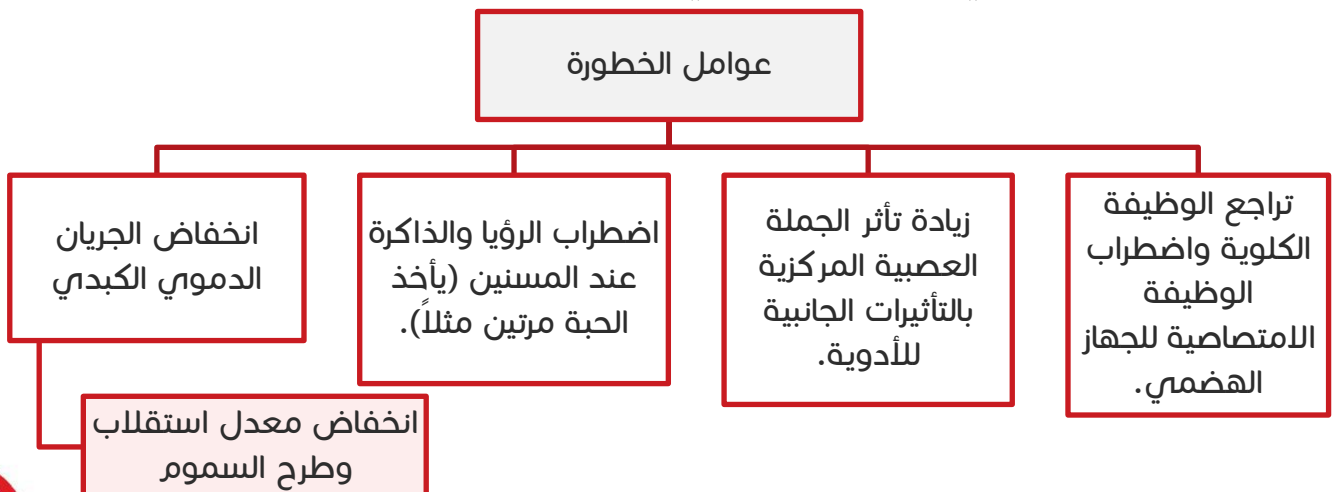 عوامل الخطورة
تراجع الوظيفة
الكلوية واضطراب
الوظيفة
الامتصاصية للجهاز
الهضمي.
زيادة تأثر الجملة
العصبية المركزية
بالتأثيرات الجانبية
للأدوية.
اضطراب الرؤيا والذاكرة
عند المسنين (يأخذ
الحبة مرتين مثلاً).
انخفاض الجريان
الدموي الكبدي
انخفاض معدل استقلاب
وطرح السموم